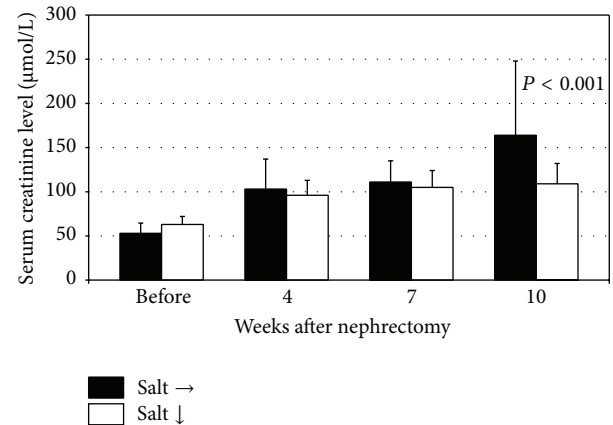 300
250
200
150
100
50
0
Serum creatinine level (µmol/L)
P < 0.001
Before 4 7 10
Weeks after nephrectomy
Salt →
Salt ↓